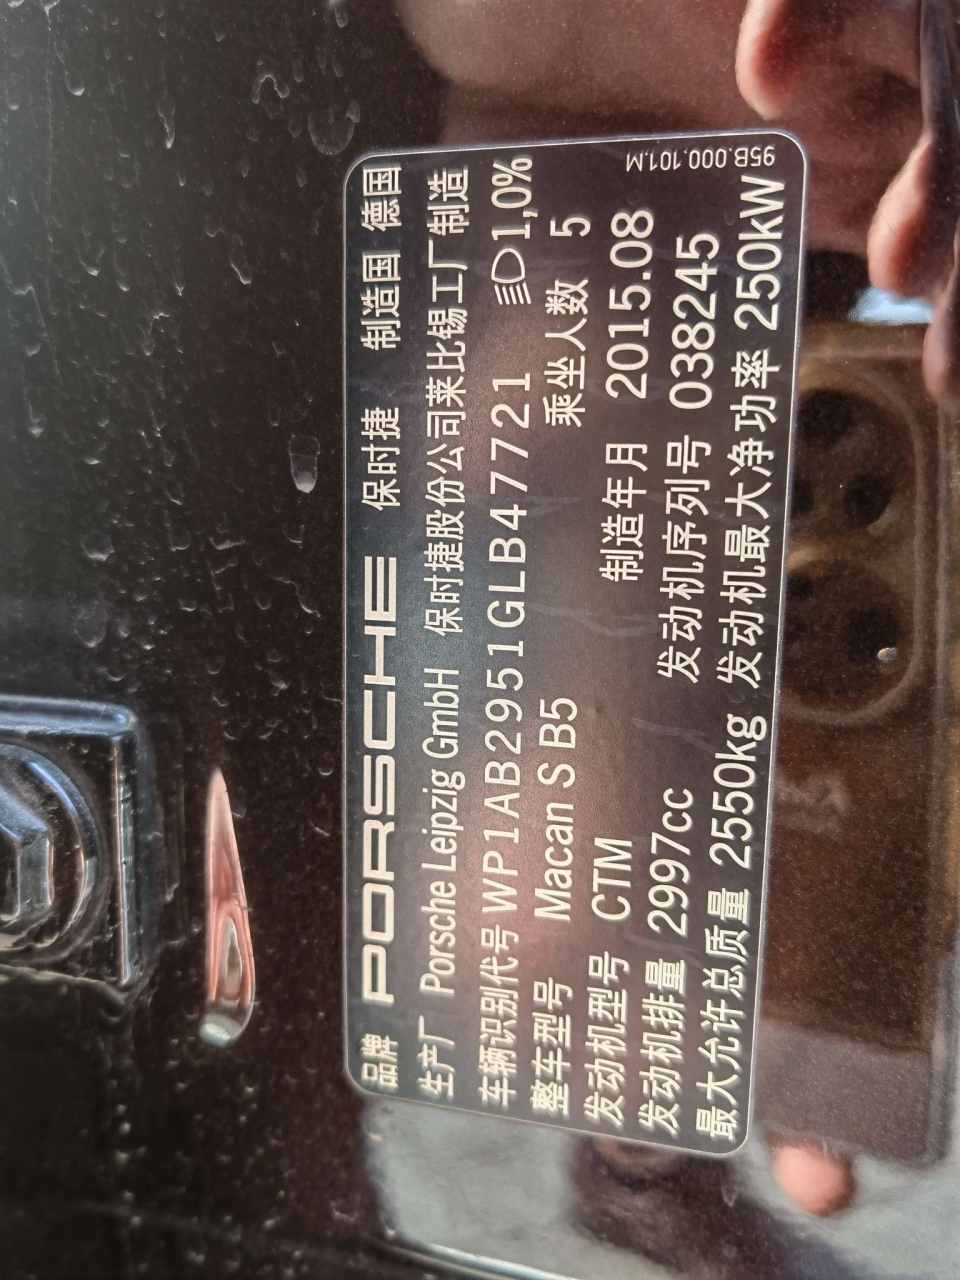 品牌 PORSCHE 保时捷 制造国 德国
生产厂 Porsche Leipzig GmbH 保时捷股份公司莱比锡工厂制造
车辆识别代号 WP1AB2951GLB47721 1,0%
整车型号 Macan S B5 乘坐人数 5
发动机型号 CTM 制造年月 2015.08
发动机排量 2997cc 发动机序列号 038245
最大允许总质量 2550kg 发动机最大净功率 250kW
95B.000.101.M